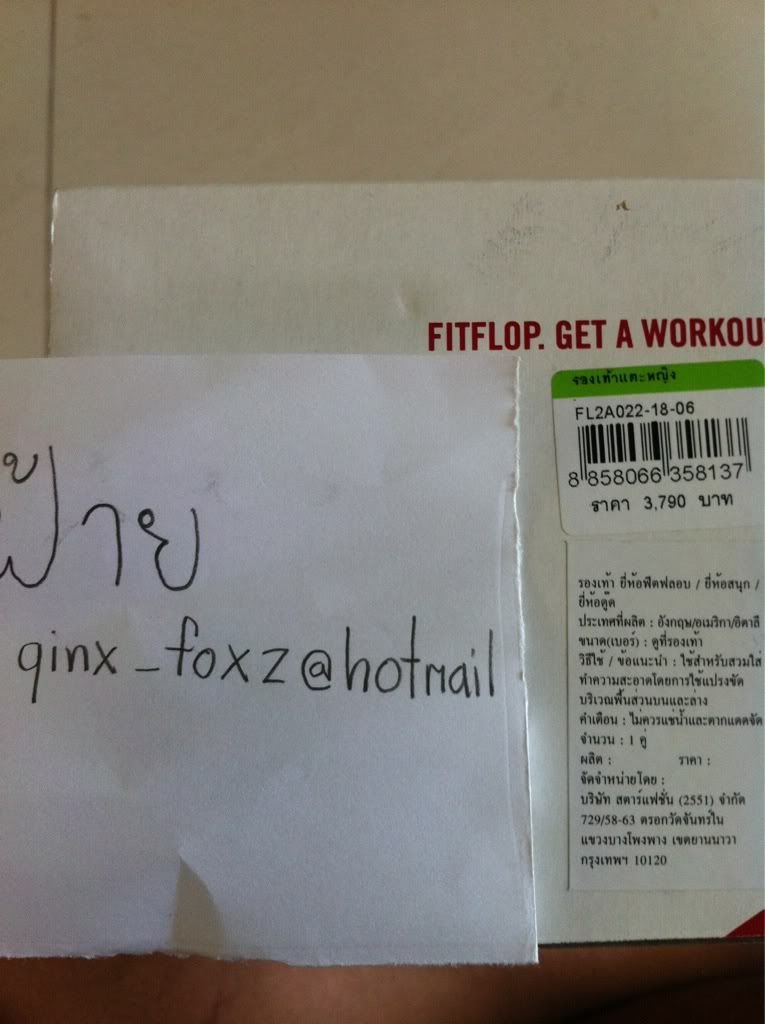 FITFLOP. GET A WORKOU
รองเท้าแตะหญิง
FL2A022-18-06
8 858066 358137
ราคา 3,790 บาท
ฝ้าย
qinx_foxz@hotmail
รองเท้า ยี่ห้อฟิตฟลอบ / ยี่ห้อสนุก /
ยี่ห้อตู๊ด
ประเทศที่ผลิต : อังกฤษ/อเมริกา/อิตาลี
ขนาด(เบอร์) : ดูที่รองเท้า
วิธีใช้ / ข้อแนะนำ : ใช้สำหรับสวมใส่
ทำความสะอาดโดยการใช้แปรงขัด
บริเวณพื้นส่วนบนและล่าง
คำเตือน : ไม่ควรแช่น้ำและตากแดดจัด
จำนวน : 1 คู่
ผลิต : ราคา :
จัดจำหน่ายโดย :
บริษัท สตาร์แฟชั่น (2551) จำกัด
729/58-63 ตรอกวัดจันทร์ใน
แขวงบางโพงพาง เขตยานนาวา
กรุงเทพฯ 10120